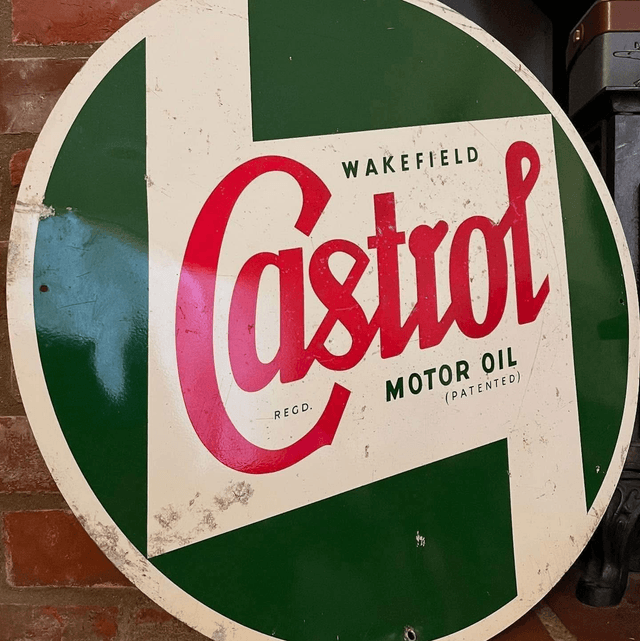 WAKEFIELD
Castrol
REGD.
MOTOR OIL
(PATENTED)